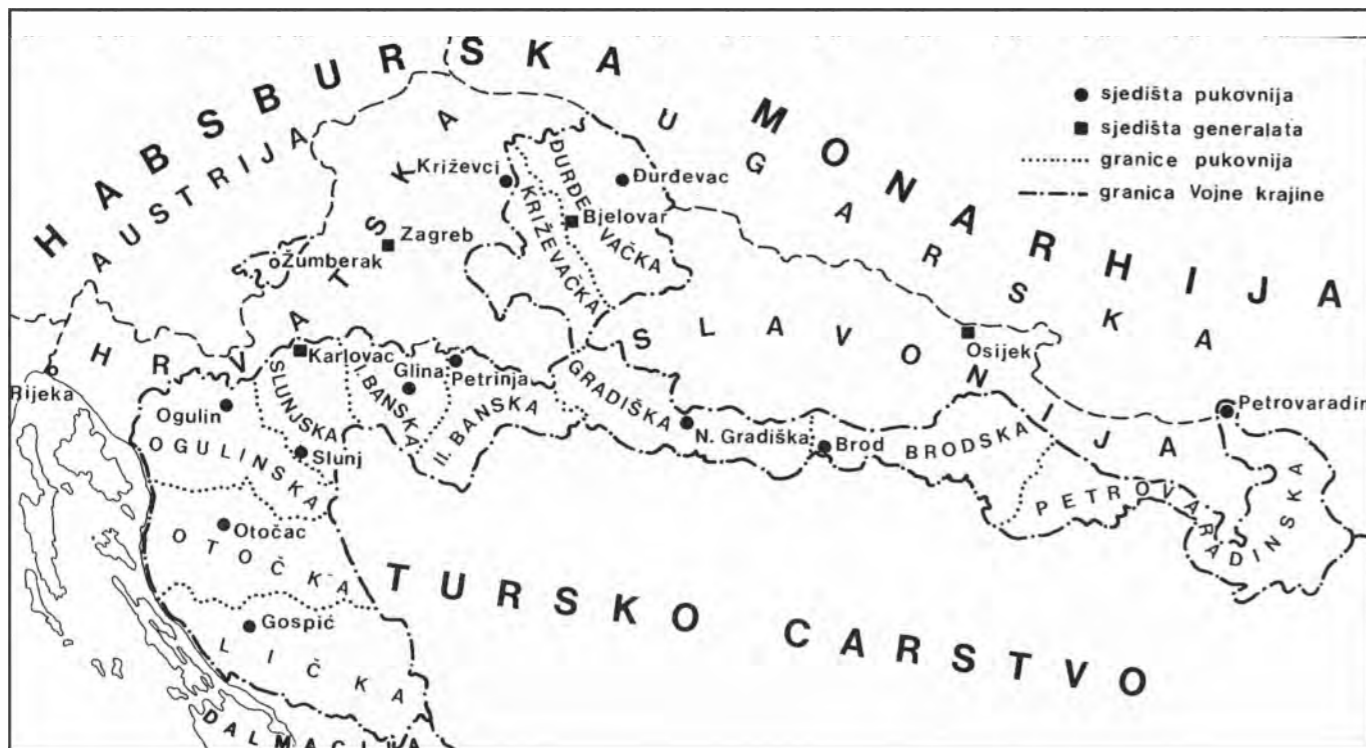 HABSBURSKA MONARHIJA
AUSTRIJA
UGARSKA
sjedišta pukovnija
sjedišta generalata
granice pukovnija
granica Vojne krajine
HRVATSKA
SLAVONIJA
Križevci
ĐURĐEVAČKA
Đurđevac
KRIŽEVAČKA
Bjelovar
Zagreb
Žumberak
Osijek
Rijeka
Karlovac
SLUNJSKA
I. BANSKA
Glina
Petrinja
II. BANSKA
GRADIŠKA
N. Gradiška
Brod
BRODSKA
PETROVARADINSKA
Petrovaradin
Ogulin
OGULINSKA
Slunj
Otočac
OTOČKA
Gospić
LIČKA
TURSKO CARSTVO
DALMACIJA